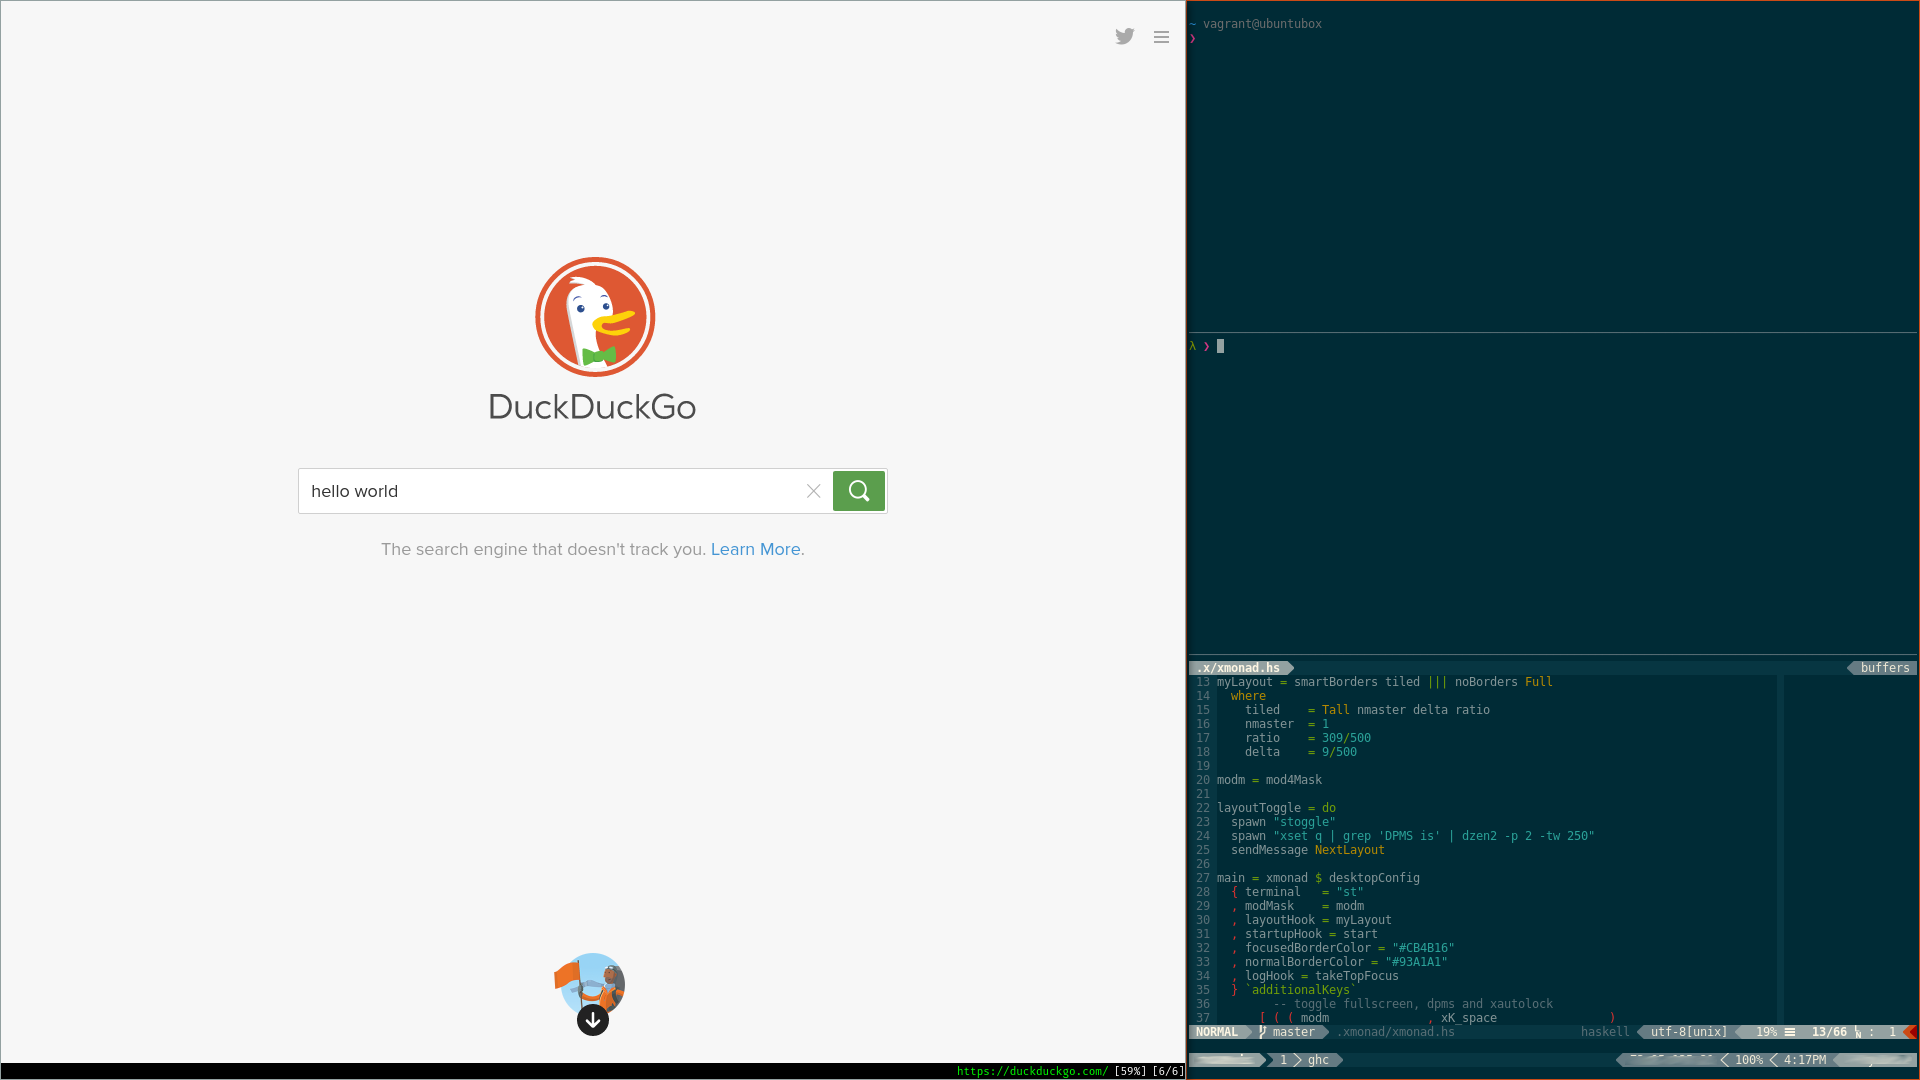 DuckDuckGo
hello world
The search engine that doesn't track you. Learn More.
https://duckduckgo.com/ [59%] [6/6]
~ vagrant@ubuntubox
❯
λ ❯
.x/xmonad.hs buffers
13 myLayout = smartBorders tiled ||| noBorders Full
14   where
15     tiled    = Tall nmaster delta ratio
16     nmaster  = 1
17     ratio    = 309/500
18     delta    = 9/500
19
20 modm = mod4Mask
21
22 layoutToggle = do
23   spawn "stoggle"
24   spawn "xset q | grep 'DPMS is' | dzen2 -p 2 -tw 250"
25   sendMessage NextLayout
26
27 main = xmonad $ desktopConfig
28   { terminal   = "st"
29   , modMask    = modm
30   , layoutHook = myLayout
31   , startupHook = start
32   , focusedBorderColor = "#CB4B16"
33   , normalBorderColor = "#93A1A1"
34   , logHook = takeTopFocus
35   } `additionalKeys`
36         -- toggle fullscreen, dpms and xautolock
37       [ ( ( modm              , xK_space                )
NORMAL master .xmonad/xmonad.hs haskell utf-8[unix] 19% 13/66 : 1
1 ghc 100% 4:17PM